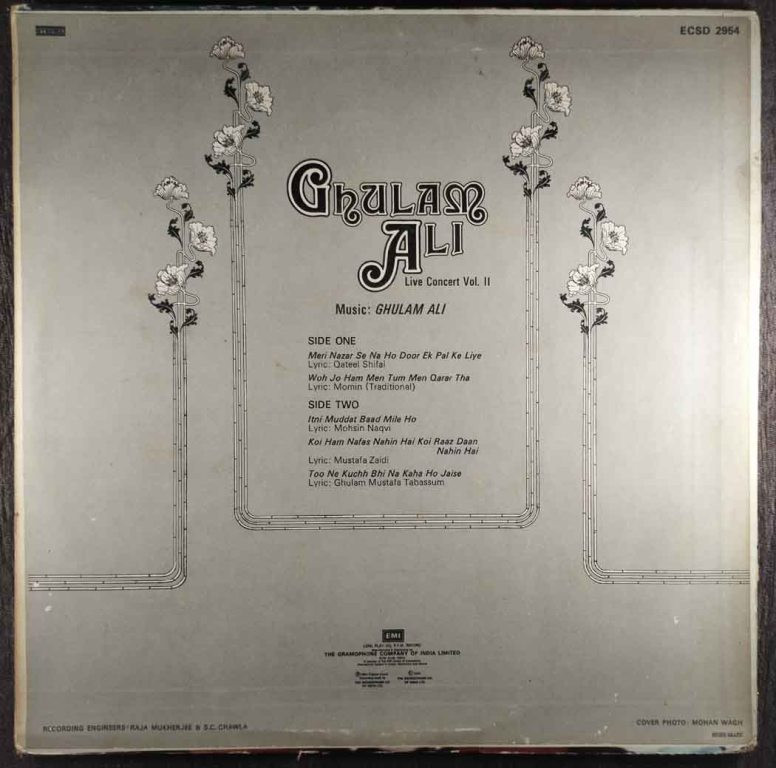 ECSD 2954
GHULAM
ALI
Live Concert Vol. II
Music: GHULAM ALI
SIDE ONE
Meri Nazar Se Na Ho Door Ek Pal Ke Liye
Lyric: Qateel Shifai
Woh Jo Ham Men Tum Men Qarar Tha
Lyric: Momin (Traditional)
SIDE TWO
Itni Muddat Baad Mile Ho
Lyric: Mohsin Naqvi
Koi Ham Nafas Nahin Hai Koi Raaz Daan
Nahin Hai
Lyric: Mustafa Zaidi
Too Ne Kuchh Bhi Na Kaha Ho Jaise
Lyric: Ghulam Mustafa Tabassum
EMI
THE GRAMOPHONE COMPANY OF INDIA LIMITED
RECORDING ENGINEERS: RAJA MUKHERJEE & S.C. CHAWLA
COVER PHOTO: MOHAN WAGH